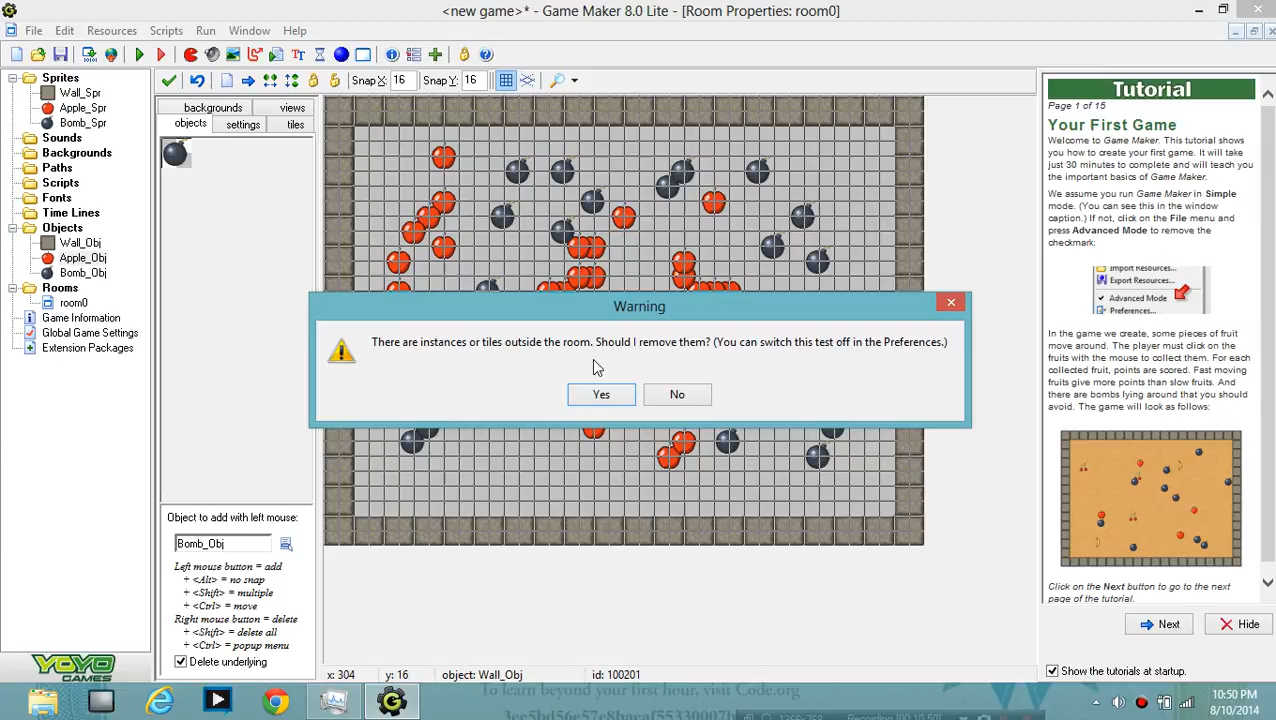 <new game>* - Game Maker 8.0 Lite - [Room Properties: room0]
File Edit Resources Scripts Run Window Help
Snap X: 16 Snap Y: 16
Sprites
Wall_Spr
Apple_Spr
Bomb_Spr
Sounds
Backgrounds
Paths
Scripts
Fonts
Time Lines
Objects
Wall_Obj
Apple_Obj
Bomb_Obj
Rooms
room0
Game Information
Global Game Settings
Extension Packages
YOYO
GAMES
backgrounds views
objects settings tiles
Object to add with left mouse:
Bomb_Obj
Left mouse button = add
+ <Alt> = no snap
+ <Shift> = multiple
+ <Ctrl> = move
Right mouse button = delete
+ <Shift> = delete all
+ <Ctrl> = popup menu
Delete underlying
Warning
There are instances or tiles outside the room. Should I remove them? (You can switch this test off in the Preferences.)
Yes No
x: 304 y: 16 object: Wall_Obj id: 100201
Tutorial
Page 1 of 15
Your First Game
Welcome to Game Maker. This tutorial shows
you how to create your first game. It will take
just 30 minutes to complete and will teach you
the important basics of Game Maker.
We assume you run Game Maker in Simple
mode. (You can see this in the window
caption.) If not, click on the File menu and
press Advanced Mode to remove the
checkmark:
Import Resources...
Export Resources...
Advanced Mode
Preferences...
In the game we create, some pieces of fruit
move around. The player must click on the
fruits with the mouse to collect them. For each
collected fruit, points are scored. Fast moving
fruits give more points than slow fruits. And
there are bombs lying around that you should
avoid. The game will look as follows:
Click on the Next button to go to the next
page of the tutorial.
Next Hide
Show the tutorials at startup.
To learn beyond your first hour, visit Code.org
10:50 PM
8/10/2014